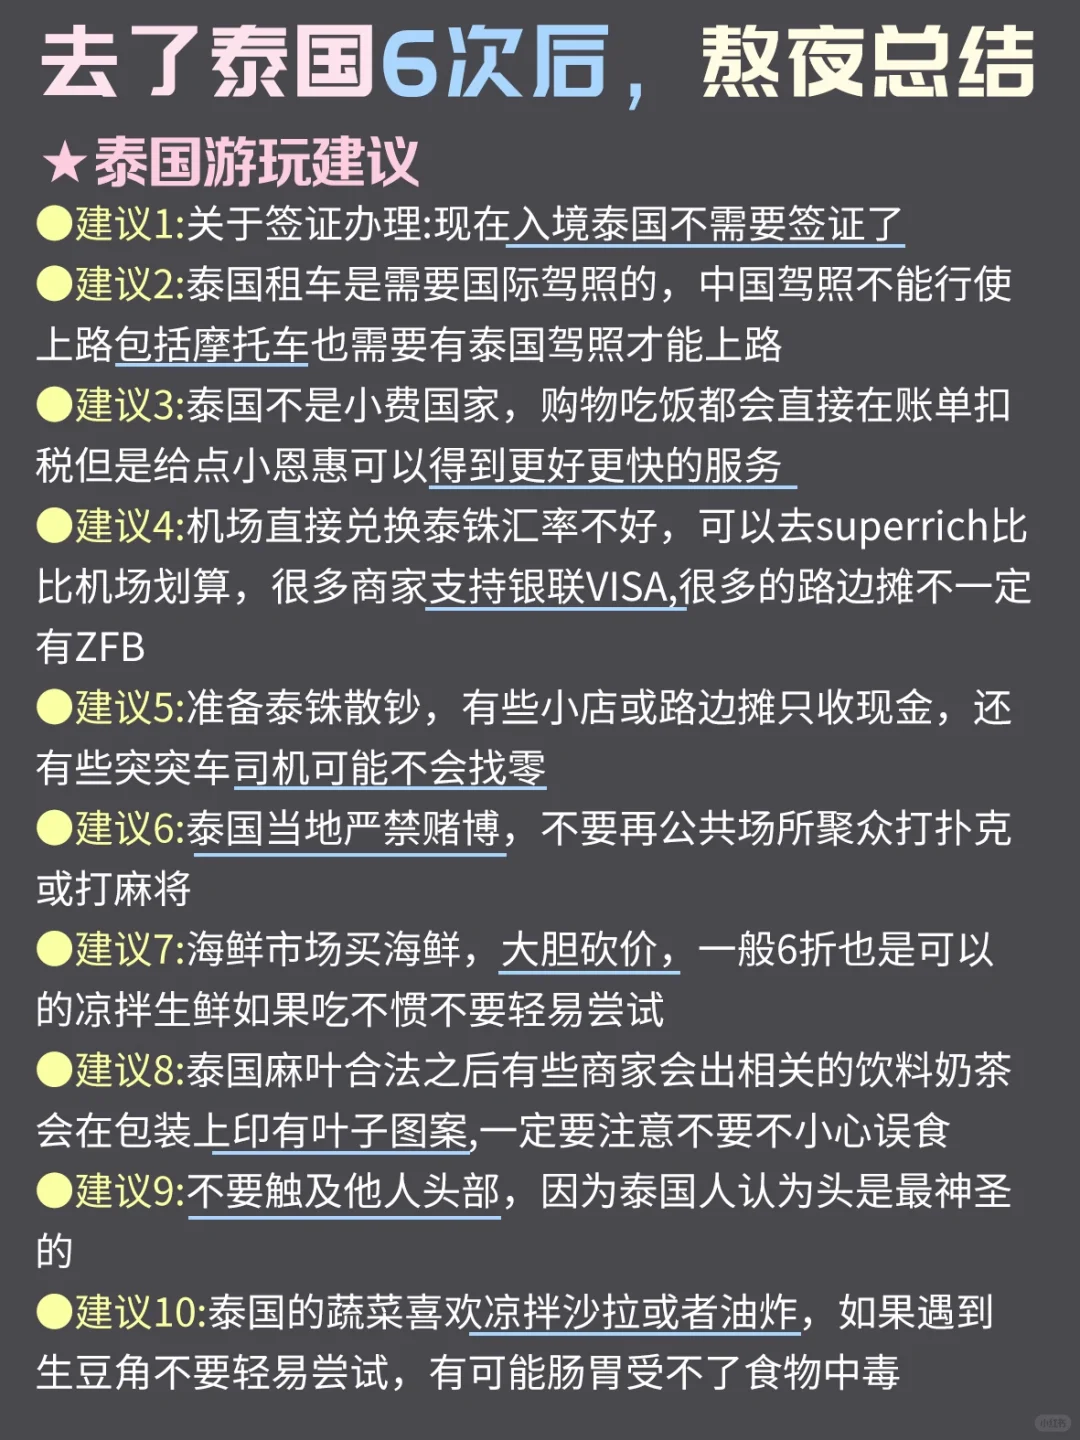 去了泰国6次后，熬夜总结
★泰国游玩建议
●建议1:关于签证办理:现在入境泰国不需要签证了
●建议2:泰国租车是需要国际驾照的，中国驾照不能行使
上路包括摩托车也需要有泰国驾照才能上路
●建议3:泰国不是小费国家，购物吃饭都会直接在账单扣
税但是给点小恩惠可以得到更好更快的服务
●建议4:机场直接兑换泰铢汇率不好，可以去superrich比
比机场划算，很多商家支持银联VISA,很多的路边摊不一定
有ZFB
●建议5:准备泰铢散钞，有些小店或路边摊只收现金，还
有些突突车司机可能不会找零
●建议6:泰国当地严禁赌博，不要再公共场所聚众打扑克
或打麻将
●建议7:海鲜市场买海鲜，大胆砍价，一般6折也是可以
的凉拌生鲜如果吃不惯不要轻易尝试
●建议8:泰国麻叶合法之后有些商家会出相关的饮料奶茶
会在包装上印有叶子图案,一定要注意不要不小心误食
●建议9:不要触及他人头部，因为泰国人认为头是最神圣
的
●建议10:泰国的蔬菜喜欢凉拌沙拉或者油炸，如果遇到
生豆角不要轻易尝试，有可能肠胃受不了食物中毒
小红书